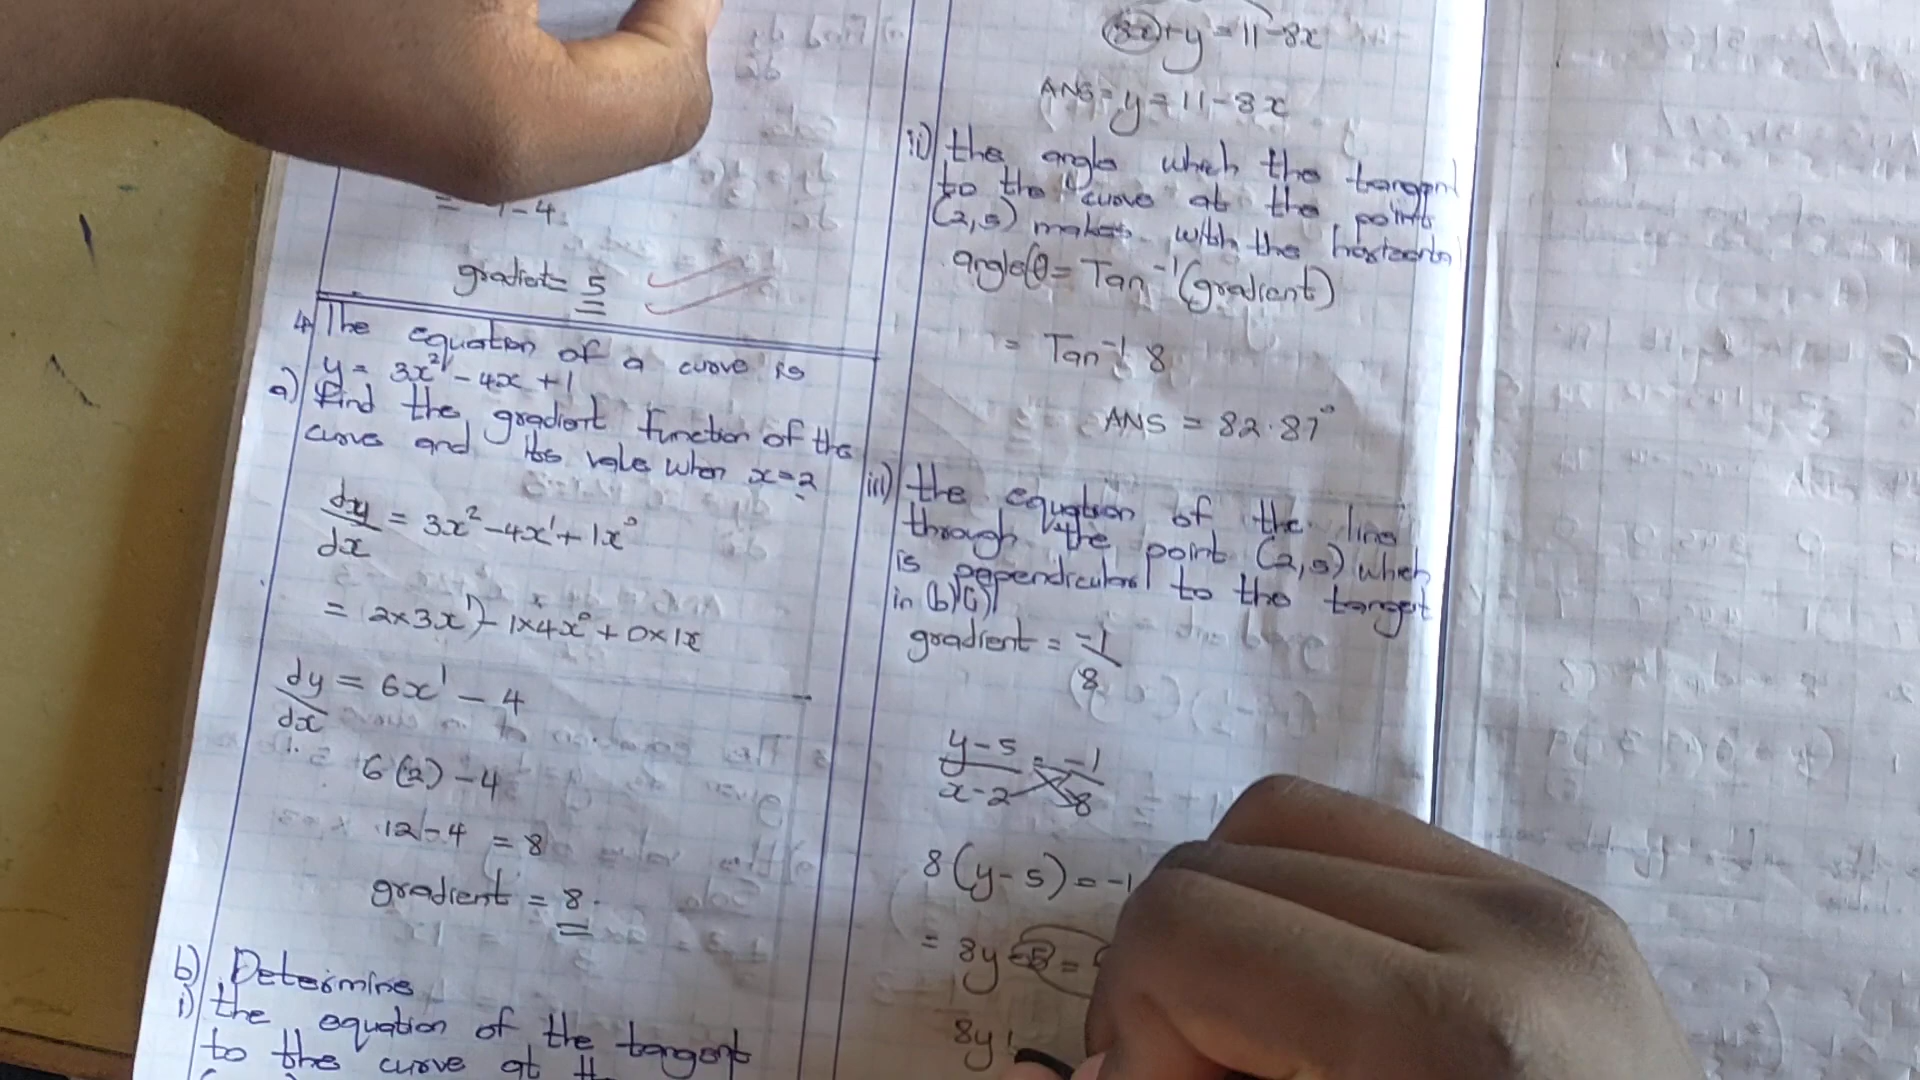 = 7-4
gradient = 5
4) The equation of a curve is
y = 3x² - 4x + 1
a) find the gradient function of the
curve and its vale when x = 2
dy/dx = 3x² - 4x¹ + 1x⁰
= (2×3x¹) - 1×4x⁰ + 0×1x
dy/dx = 6x¹ - 4
6(2) - 4
12 - 4 = 8
gradient = 8.
b) Determine
i) the equation of the tangent
to the curve at
8x + y = 11 - 8x
ANS = y = 11 - 8x
ii) the angle which the tangent
to the curve at the point
(2,5) makes with the horizontal
angle(θ = Tan⁻¹(gradient)
= Tan⁻¹ 8
ANS = 82.87°
iii) the equation of the line
through the point (2,5) which
is pependicular to the tangent
in (b)(i)
gradient = -1/8
y-5/x-2 = -1/8
8(y-5) = -1
= 8y =
8y